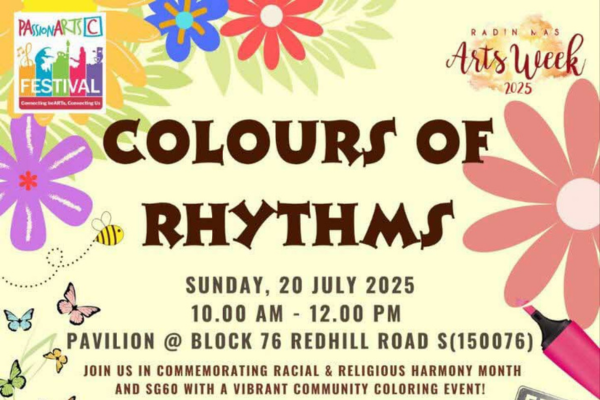 PASSIONARTS C
FESTIVAL
Connecting heARTs, Connecting Us
RADIN MAS
Arts Week
2025
COLOURS OF
RHYTHMS
SUNDAY, 20 JULY 2025
10.00 AM - 12.00 PM
PAVILION @ BLOCK 76 REDHILL ROAD S(150076)
JOIN US IN COMMEMORATING RACIAL & RELIGIOUS HARMONY MONTH
AND SG60 WITH A VIBRANT COMMUNITY COLORING EVENT!